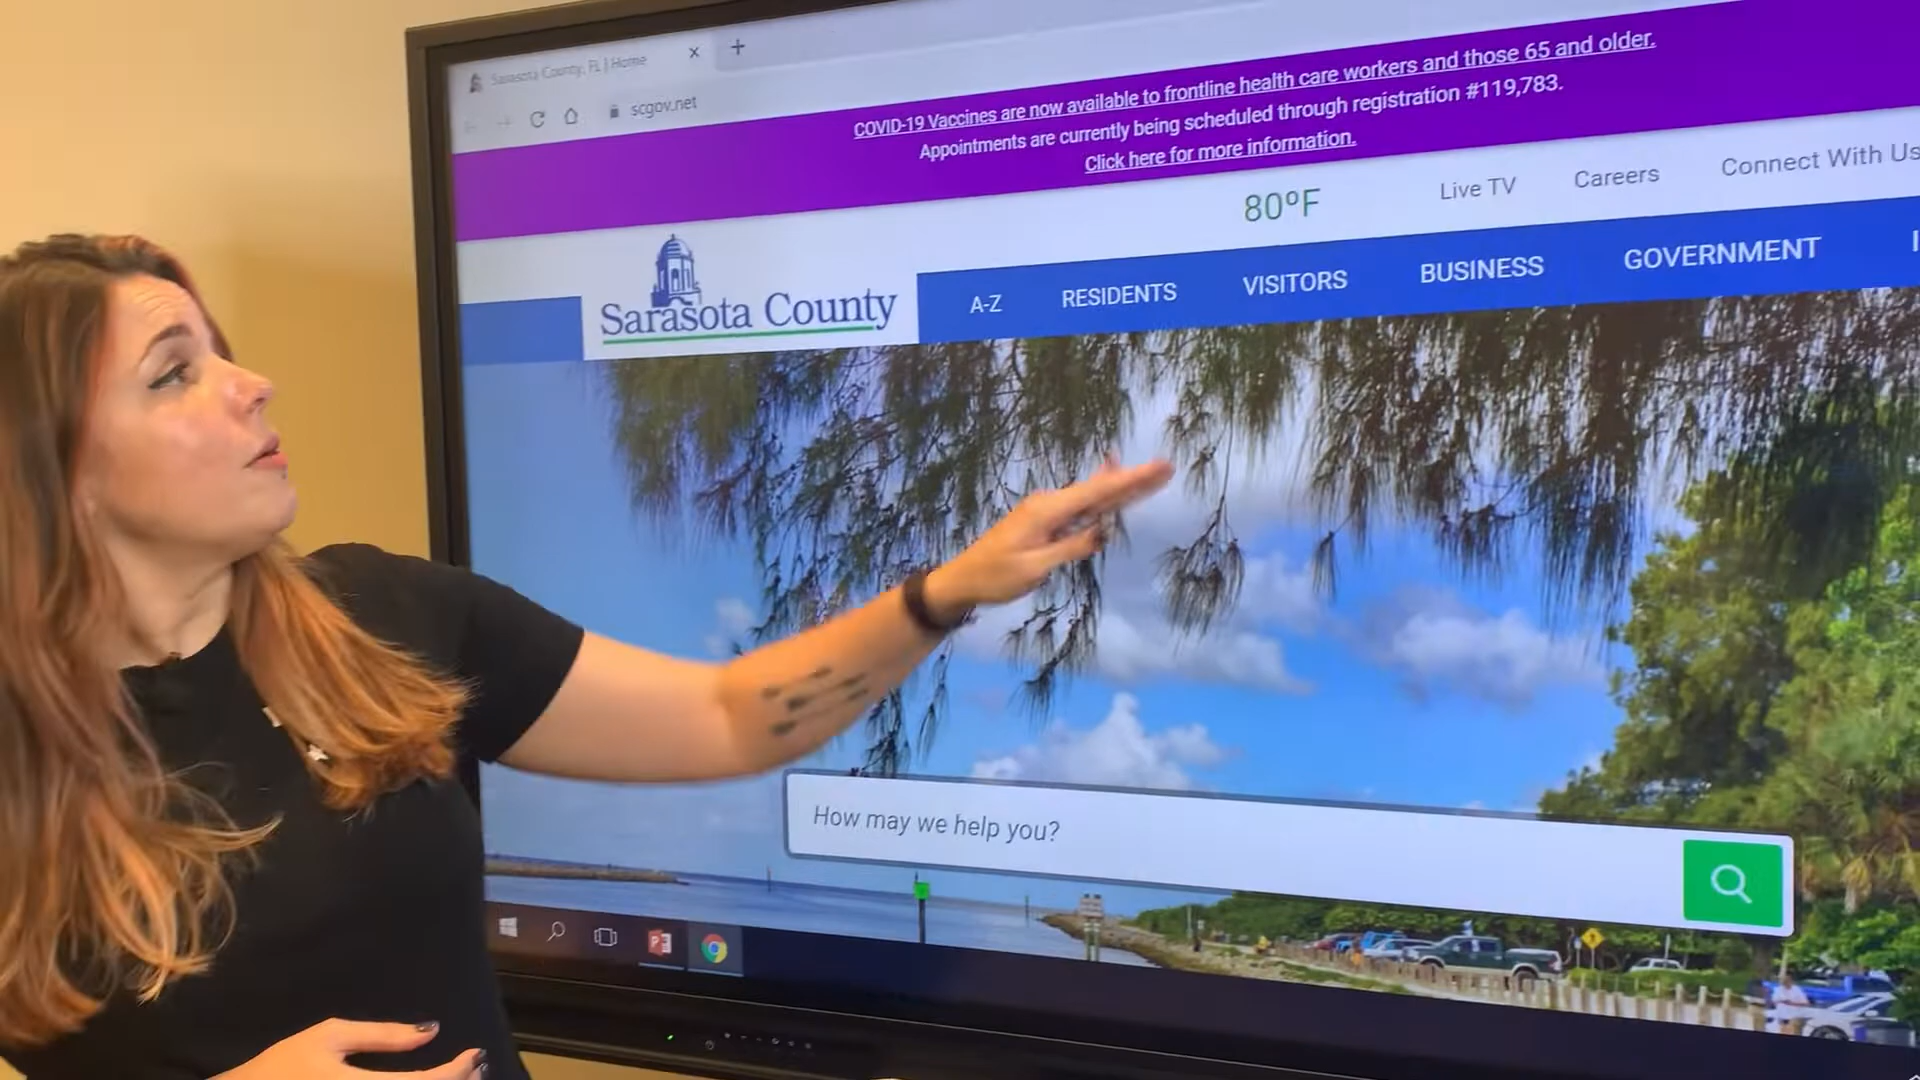 Sarasota County, FL | Home
scgov.net
COVID-19 Vaccines are now available to frontline health care workers and those 65 and older.
Appointments are currently being scheduled through registration #119,783.
Click here for more information.
80°F
Live TV
Careers
Connect With Us
Sarasota County
A-Z
RESIDENTS
VISITORS
BUSINESS
GOVERNMENT
How may we help you?